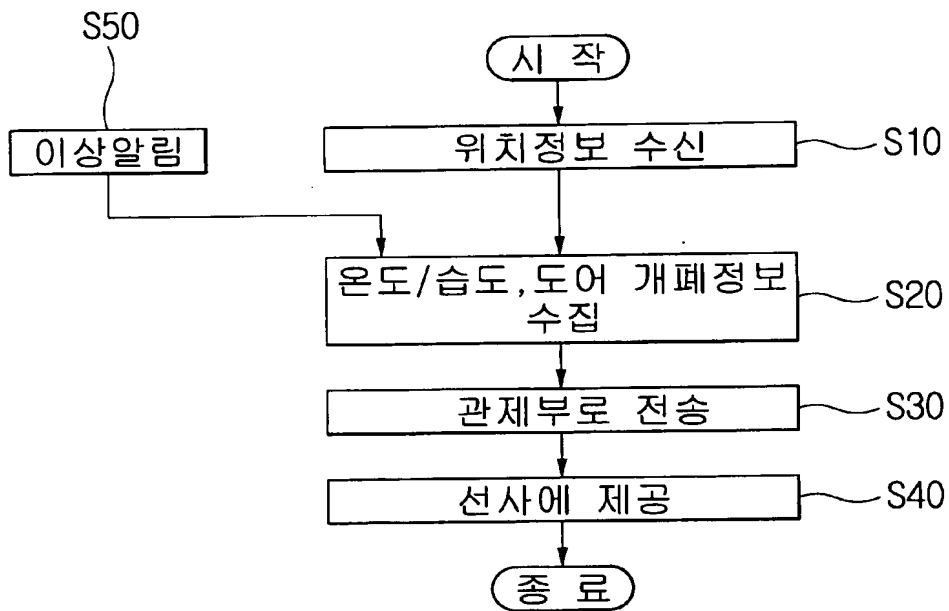 S50
시 작
이상알림
위치정보 수신
S10
온도/습도,도어 개폐정보
수집
S20
관제부로 전송
S30
선사에 제공
S40
종 료